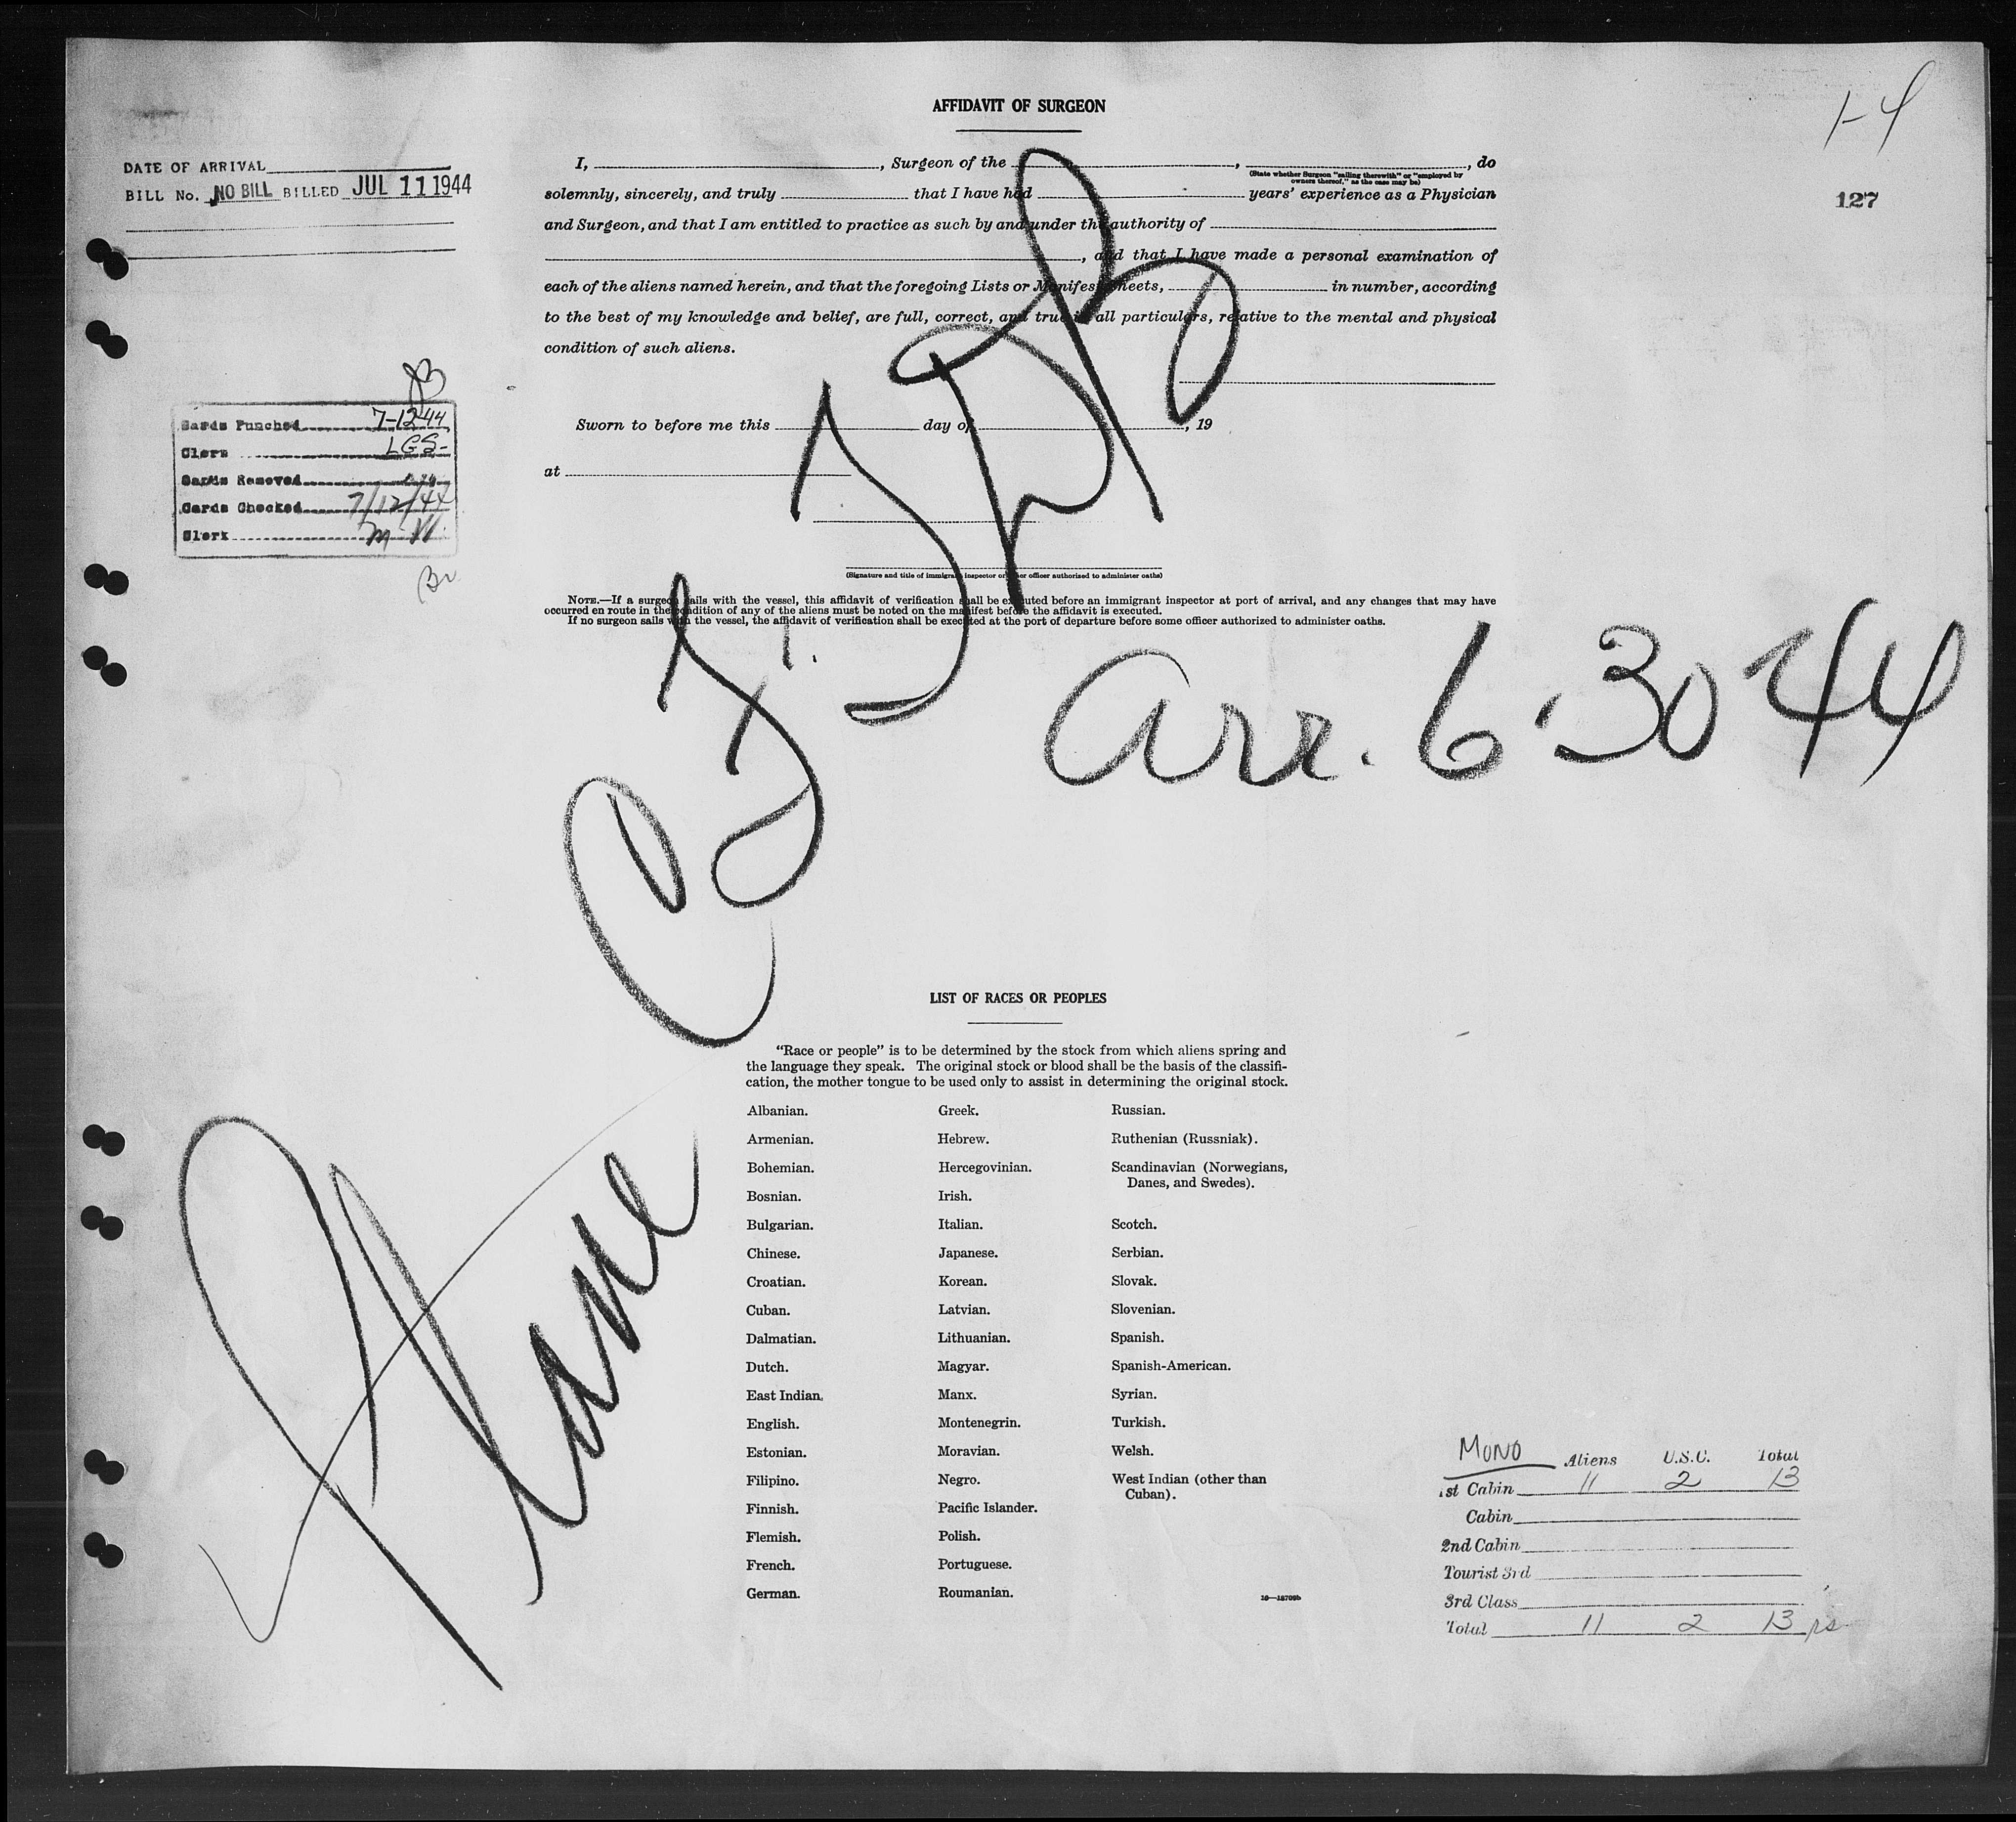 AFFIDAVIT OF SURGEON
1-4
127
DATE OF ARRIVAL
BILL No. NO BILL BILLED JUL 11 1944
I, , Surgeon of the , , do
(State whether Surgeon "sailing therewith" or "employed by owners thereof," as the case may be)
solemnly, sincerely, and truly that I have had years' experience as a Physician
and Surgeon, and that I am entitled to practice as such by and under the authority of
, and that I have made a personal examination of
each of the aliens named herein, and that the foregoing Lists or Manifest Sheets, in number, according
to the best of my knowledge and belief, are full, correct, and true in all particulars, relative to the mental and physical
condition of such aliens.
Sworn to before me this day of , 19
at
(Signature and title of immigrant inspector or other officer authorized to administer oaths)
NOTE.—If a surgeon sails with the vessel, this affidavit of verification shall be executed before an immigrant inspector at port of arrival, and any changes that may have
occurred en route in the condition of any of the aliens must be noted on the manifest before the affidavit is executed.
If no surgeon sails with the vessel, the affidavit of verification shall be executed at the port of departure before some officer authorized to administer oaths.
Cards Punched 7-12 44
Clerk LGS-
Cards Removed
Cards Checked 7/12/44
Clerk
Plane
arr. 6-30 44
LIST OF RACES OR PEOPLES
"Race or people" is to be determined by the stock from which aliens spring and
the language they speak. The original stock or blood shall be the basis of the classifi-
cation, the mother tongue to be used only to assist in determining the original stock.
Albanian. Greek. Russian.
Armenian. Hebrew. Ruthenian (Russniak).
Bohemian. Hercegovinian. Scandinavian (Norwegians,
Danes, and Swedes).
Bosnian. Irish.
Bulgarian. Italian. Scotch.
Chinese. Japanese. Serbian.
Croatian. Korean. Slovak.
Cuban. Latvian. Slovenian.
Dalmatian. Lithuanian. Spanish.
Dutch. Magyar. Spanish-American.
East Indian. Manx. Syrian.
English. Montenegrin. Turkish.
Estonian. Moravian. Welsh.
Filipino. Negro. West Indian (other than
Cuban).
Finnish. Pacific Islander.
Flemish. Polish.
French. Portuguese.
German. Roumanian.
16—18709b
MONO Aliens U.S.C. Total
1st Cabin 11 2 13
Cabin
2nd Cabin
Tourist 3rd
3rd Class
Total 11 2 13